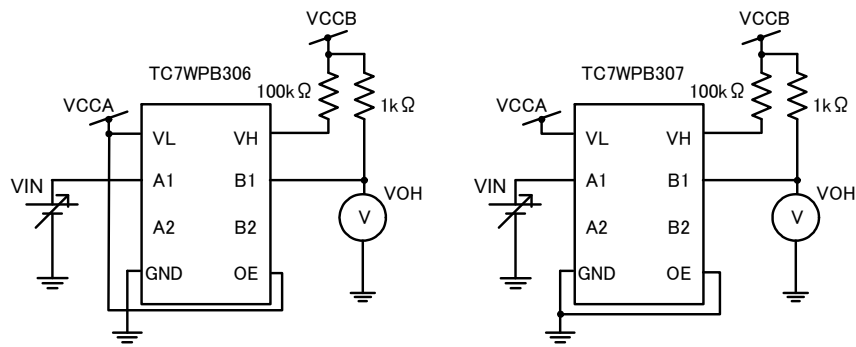 VCCB
TC7WPB306
100kΩ
1kΩ
VCCA
VL
VH
VIN
A1
B1
VOH
V
A2
B2
GND
OE
VCCB
TC7WPB307
100kΩ
1kΩ
VCCA
VL
VH
VIN
A1
B1
VOH
V
A2
B2
GND
OE